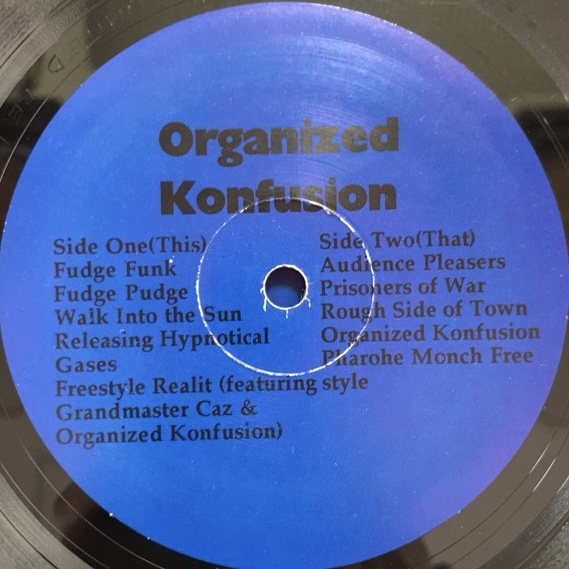 Organized
Konfusion
Side One(This)
Fudge Funk
Fudge Pudge
Walk Into the Sun
Releasing Hypnotical
Gases
Freestyle Realit (featuring style
Grandmaster Caz &
Organized Konfusion)
Side Two(That)
Audience Pleasers
Prisoners of War
Rough Side of Town
Organized Konfusion
Pharohe Monch Free